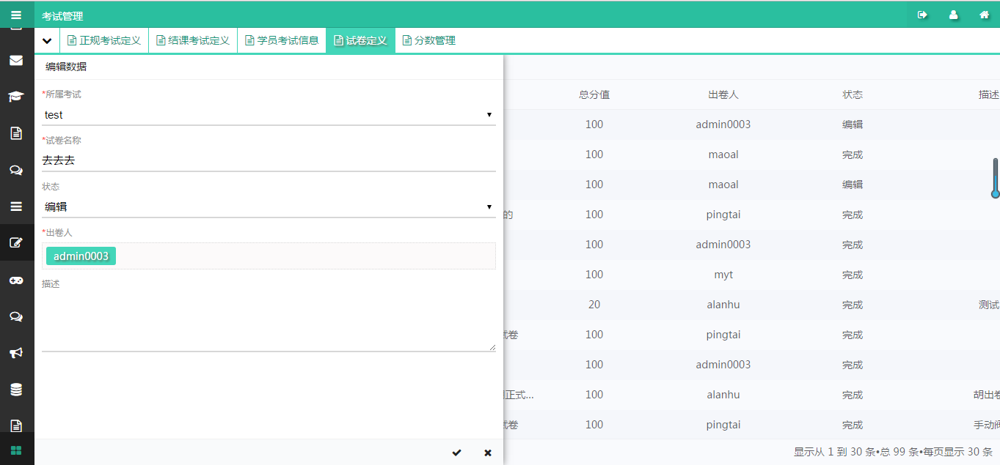 考试管理
正规考试定义 结课考试定义 学员考试信息 试卷定义 分数管理
编辑数据
*所属考试
test
*试卷名称
去去去
状态
编辑
*出卷人
admin0003
描述
总分值 出卷人 状态 描述
100 admin0003 编辑
100 maoal 完成
100 maoal 编辑
的 100 pingtai 完成
100 admin0003 完成
100 myt 完成
20 alanhu 完成 测试
试卷 100 pingtai 完成
100 admin0003 完成
正式... 100 alanhu 完成 胡出卷
试卷 100 pingtai 完成 手动阅
显示从 1 到 30 条•总 99 条•每页显示 30 条